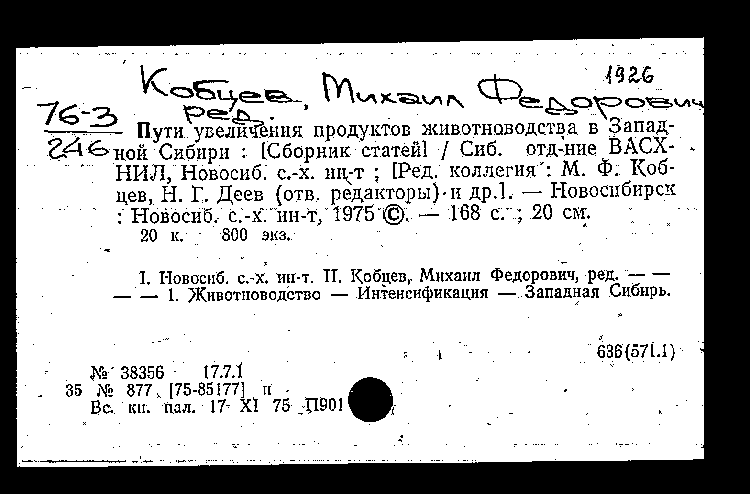 1926
Кобцев, Михаил Федорович
ред.
76-3
246
Пути увеличения продуктов животноводства в Запад-
ной Сибири : [Сборник статей] / Сиб. отд-ние ВАСХ-
НИЛ, Новосиб. с.-х. ин-т ; [Ред. коллегия : М. Ф. Коб-
цев, Н. Г. Деев (отв. редакторы) и др.]. — Новосибирск
: Новосиб. с.-х. ин-т, 1975 ©. — 168 с. ; 20 см.
20 к. 800 экз.
I. Новосиб. с.-х. ин-т. II. Кобцев, Михаил Федорович, ред. — —
— — 1. Животноводство — Интенсификация — Западная Сибирь.
636(571.1)
№ 38356 17.7.1
35 № 877 [75-85177] п
Вс. кн. пал. 17 XI 75 П901